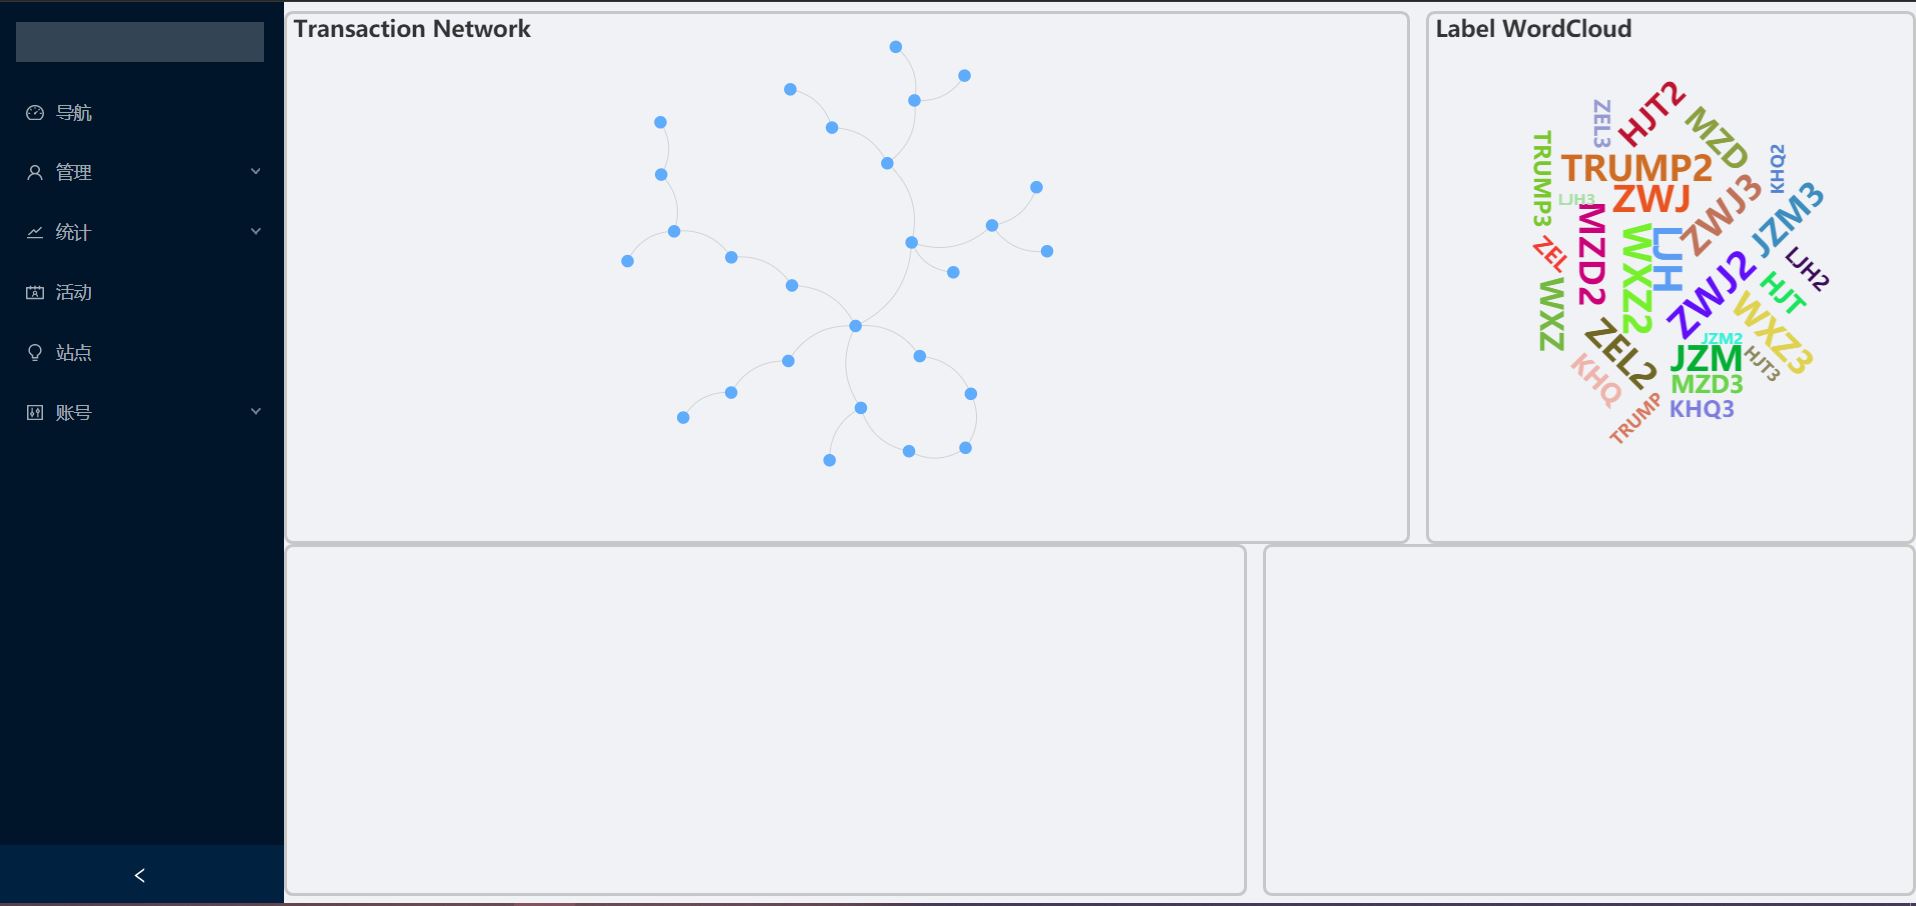 导航
管理
统计
活动
站点
账号
Transaction Network
Label WordCloud
HJT2
ZEL3
MZD
TRUMP3
TRUMP2
KHQ2
LJH3
ZWJ
ZWJ3
JZM3
MZD2
WXZ2
LJH
ZEL
ZWJ2
LJH2
HJT
WXZ
WXZ3
ZEL2
JZM2
JZM
HJT3
KHQ
MZD3
TRUMP
KHQ3